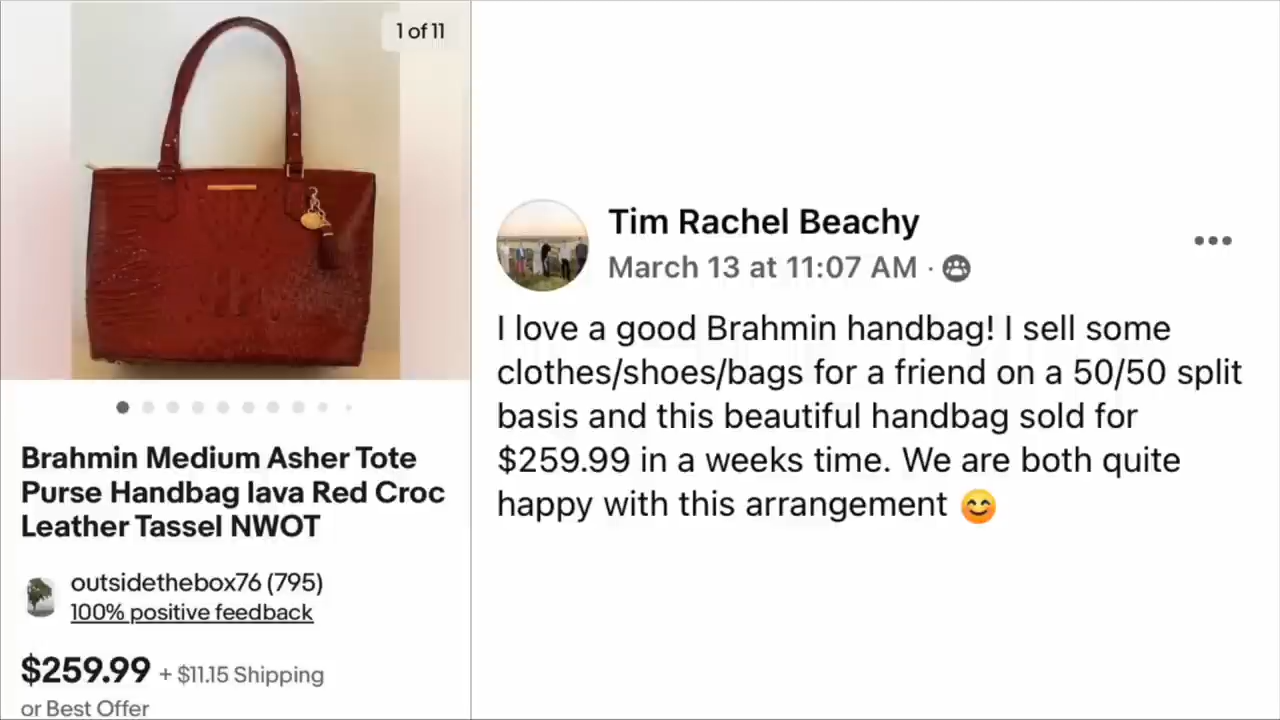 1 of 11
Brahmin Medium Asher Tote
Purse Handbag lava Red Croc
Leather Tassel NWOT
outsidethebox76 (795)
100% positive feedback
$259.99 + $11.15 Shipping
or Best Offer
Tim Rachel Beachy
March 13 at 11:07 AM ·
I love a good Brahmin handbag! I sell some
clothes/shoes/bags for a friend on a 50/50 split
basis and this beautiful handbag sold for
$259.99 in a weeks time. We are both quite
happy with this arrangement 😊